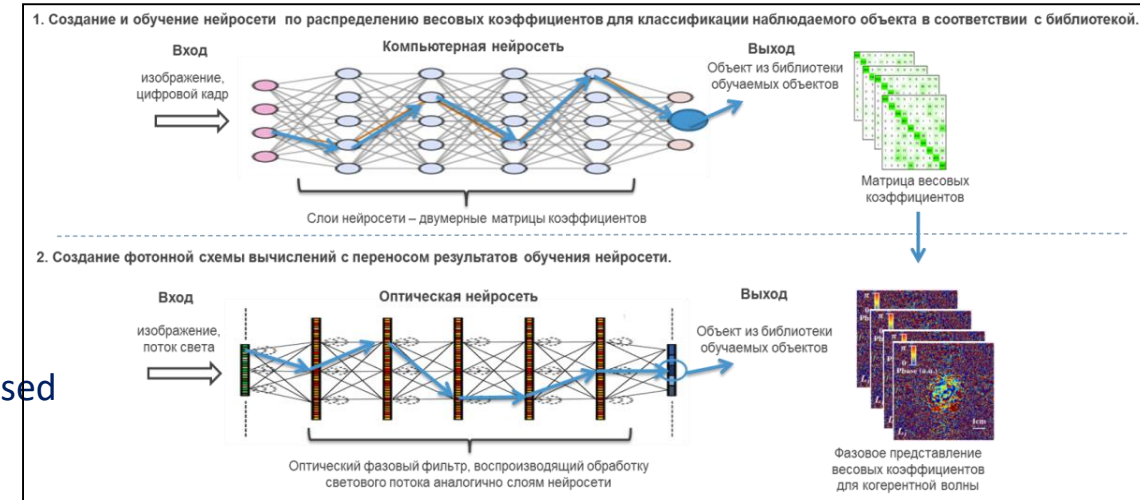 1. Создание и обучение нейросети по распределению весовых коэффициентов для классификации наблюдаемого объекта в соответствии с библиотекой.
Вход
изображение,
цифровой кадр
Компьютерная нейросеть
Выход
Объект из библиотеки
обучаемых объектов
Матрица весовых
коэффициентов
Слои нейросети – двумерные матрицы коэффициентов
2. Создание фотонной схемы вычислений с переносом результатов обучения нейросети.
Вход
изображение,
поток света
Оптическая нейросеть
Выход
Объект из библиотеки
обучаемых объектов
sed
π
Phase (a.u.)
1cm
Оптический фазовый фильтр, воспроизводящий обработку
светового потока аналогично слоям нейросети
Фазовое представление
весовых коэффициентов
для когерентной волны